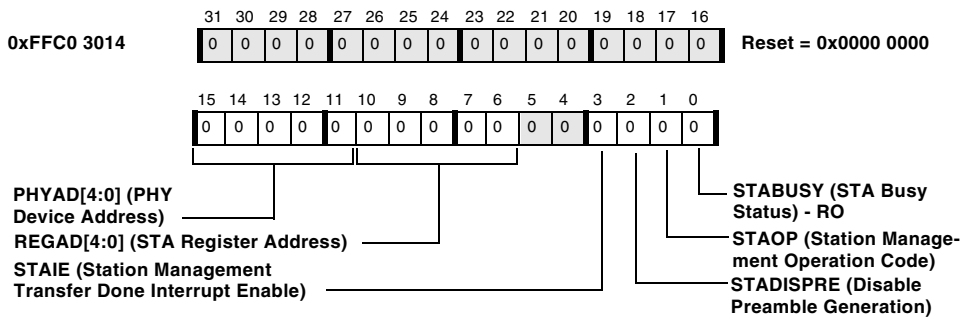 31 30 29 28 27 26 25 24 23 22 21 20 19 18 17 16
0xFFC0 3014
0 0 0 0 0 0 0 0 0 0 0 0 0 0 0 0
Reset = 0x0000 0000
15 14 13 12 11 10 9 8 7 6 5 4 3 2 1 0
0 0 0 0 0 0 0 0 0 0 0 0 0 0 0 0
PHYAD[4:0] (PHY
Device Address)
REGAD[4:0] (STA Register Address)
STAIE (Station Management
Transfer Done Interrupt Enable)
STABUSY (STA Busy
Status) - RO
STAOP (Station Manage-
ment Operation Code)
STADISPRE (Disable
Preamble Generation)